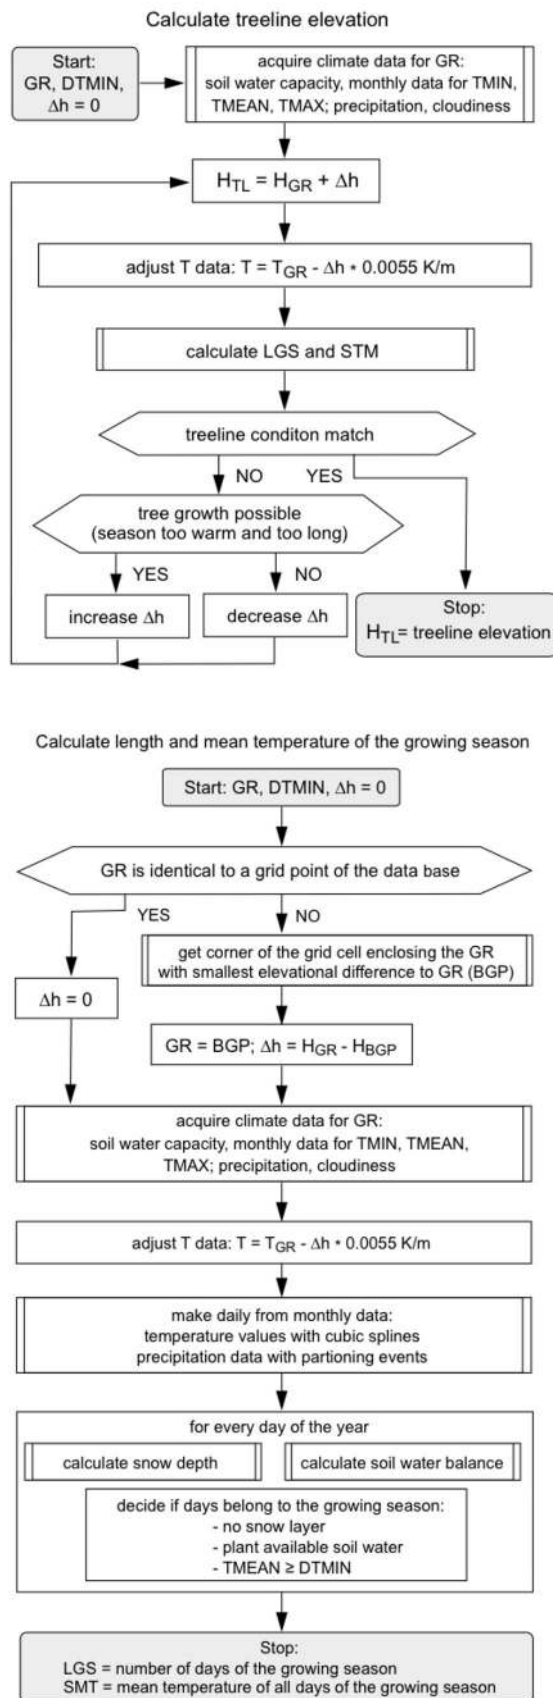 Calculate treeline elevation
Start:
GR, DTMIN,
Δh = 0
acquire climate data for GR:
soil water capacity, monthly data for TMIN,
TMEAN, TMAX; precipitation, cloudiness
H_TL = H_GR + Δh
adjust T data: T = T_GR - Δh * 0.0055 K/m
calculate LGS and STM
treeline conditon match
NO
YES
tree growth possible
(season too warm and too long)
YES
NO
increase Δh
decrease Δh
Stop:
H_TL= treeline elevation
Calculate length and mean temperature of the growing season
Start: GR, DTMIN, Δh = 0
GR is identical to a grid point of the data base
YES
NO
get corner of the grid cell enclosing the GR
with smallest elevational difference to GR (BGP)
Δh = 0
GR = BGP; Δh = H_GR - H_BGP
acquire climate data for GR:
soil water capacity, monthly data for TMIN, TMEAN,
TMAX; precipitation, cloudiness
adjust T data: T = T_GR - Δh * 0.0055 K/m
make daily from monthly data:
temperature values with cubic splines
precipitation data with partioning events
for every day of the year
calculate snow depth
calculate soil water balance
decide if days belong to the growing season:
- no snow layer
- plant available soil water
- TMEAN ≥ DTMIN
Stop:
LGS = number of days of the growing season
SMT = mean temperature of all days of the growing season